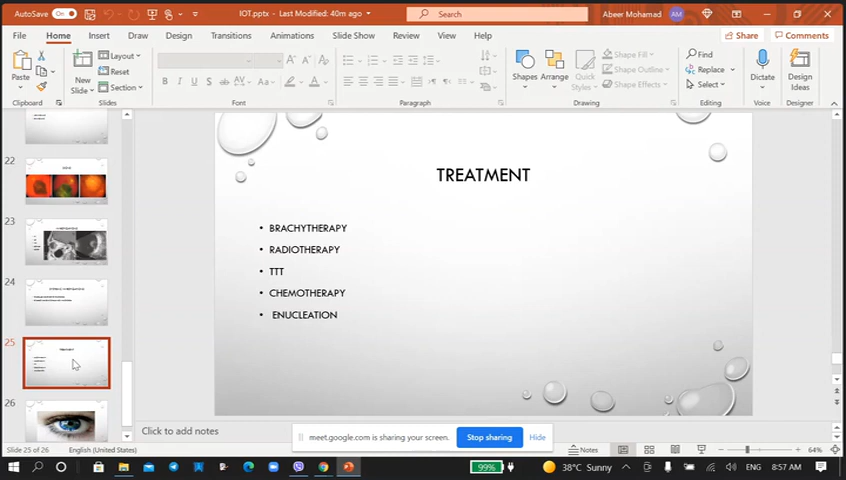 AutoSave On IOT.pptx - Last Modified: 40m ago Search Abeer Mohamad AM
File Home Insert Draw Design Transitions Animations Slide Show Review View Share Comments
Paste New Slide Layout Reset Section Shapes Arrange Quick Styles Shape Fill Shape Outline Shape Effects Find Replace Select Dictate Design Ideas
Clipboard Slides Font Paragraph Drawing Editing Voice Designer
22
23
24
25
26
TREATMENT
• BRACHYTHERAPY
• RADIOTHERAPY
• TTT
• CHEMOTHERAPY
• ENUCLEATION
Click to add notes
meet.google.com is sharing your screen. Stop sharing Hide
Slide 25 of 26 English (United States) Notes 64%
99% 38°C Sunny ENG 8:57 AM